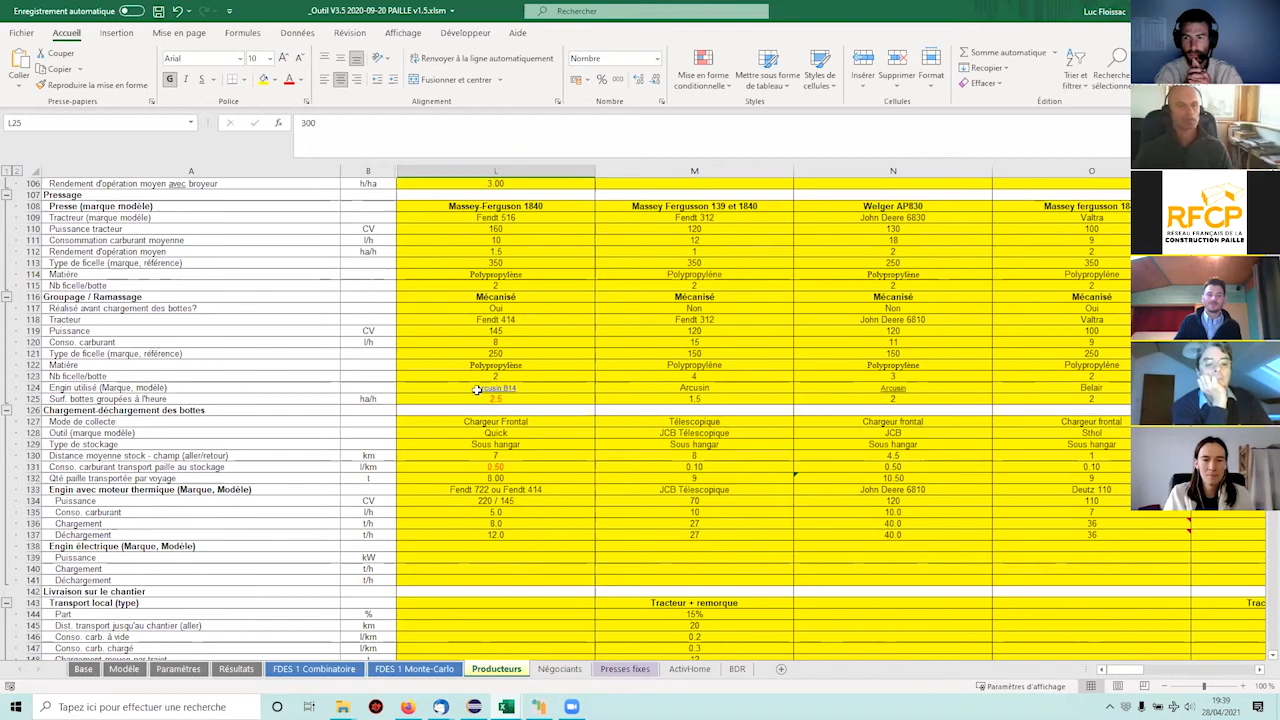 Enregistrement automatique
_Outil V3.5 2020-09-20 PAILLE v1.5.xlsm
Rechercher
Luc Floissac
Fichier Accueil Insertion Mise en page Formules Données Révision Affichage Développeur Aide
Coller
Couper
Copier
Reproduire la mise en forme
Presse-papiers
Arial 10
Police
Renvoyer à la ligne automatiquement
Fusionner et centrer
Alignement
Nombre
Nombre
Mise en forme conditionnelle
Mettre sous forme de tableau
Styles de cellules
Styles
Insérer Supprimer Format
Cellules
Somme automatique
Recopier
Effacer
Trier et filtrer
Édition
L25 300
A B L M N O
106 Rendement d'opération moyen avec broyeur h/ha 3.00
107 Pressage
108 Presse (marque modèle) Massey-Ferguson 1840 Massey Fergusson 139 et 1840 Welger AP830 Massey fergusson 18
109 Tracteur (marque modèle) Fendt 516 Fendt 312 John Deere 6830 Valtra
110 Puissance tracteur CV 160 120 130 100
111 Consommation carburant moyenne l/h 10 12 18 9
112 Rendement d'opération moyen ha/h 1.5 1 2 2
113 Type de ficelle (marque, référence) 350 350 250 350
114 Matière Polypropylène Polypropylène Polypropylène Polypropylène
115 Nb ficelle/botte 2 2 2 2
116 Groupage / Ramassage Mécanisé Mécanisé Mécanisé Mécanisé
117 Réalisé avant chargement des bottes? Oui Non Non Oui
118 Tracteur Fendt 414 Fendt 312 John Deere 6810 Valtra
119 Puissance CV 145 120 120 100
120 Conso. carburant l/h 8 15 11 9
121 Type de ficelle (marque, référence) 250 150 150 250
122 Matière Polypropylène Polypropylène Polypropylène Polypropylène
123 Nb ficelle/botte 2 4 3 2
124 Engin utilisé (Marque, modèle) Arcusin B14 Arcusin Arcusin Belair
125 Surf. bottes groupées à l'heure ha/h 2.5 1.5 2 2
126 Chargement-déchargement des bottes
127 Mode de collecte Chargeur Frontal Télescopique Chargeur frontal Chargeur frontal
128 Outil (marque modèle) Quick JCB Télescopique JCB Sthol
129 Type de stockage Sous hangar Sous hangar Sous hangar Sous hangar
130 Distance moyenne stock - champ (aller/retour) km 7 8 4.5 1
131 Conso. carburant transport paille au stockage l/km 0.50 0.10 0.50 0.10
132 Qté paille transportée par voyage t 8.00 9 10.50 9
133 Engin avec moteur thermique (Marque, Modèle) Fendt 722 ou Fendt 414 JCB Télescopique John Deere 6810 Deutz 110
134 Puissance CV 220 / 145 70 120 110
135 Conso. carburant l/h 5.0 10 10.0 7
136 Chargement t/h 8.0 27 40.0 36
137 Déchargement t/h 12.0 27 40.0 36
138 Engin électrique (Marque, Modèle)
139 Puissance kW
140 Chargement t/h
141 Déchargement t/h
142 Livraison sur le chantier
143 Transport local (type) Tracteur + remorque Trac
144 Part % 15%
145 Dist. transport jusqu'au chantier (aller) km 20
146 Conso. carb. à vide l/km 0.2
147 Conso. carb. chargé l/km 0.3
148 Chargement moyen par trajet t 12
Base Modèle Paramètres Résultats FDES 1 Combinatoire FDES 1 Monte-Carlo Producteurs Négociants Presses fixes ActivHome BDR
Paramètres d'affichage 100 %
Tapez ici pour effectuer une recherche
19:39
28/04/2021
RFCP
RÉSEAU FRANÇAIS DE LA
CONSTRUCTION PAILLE